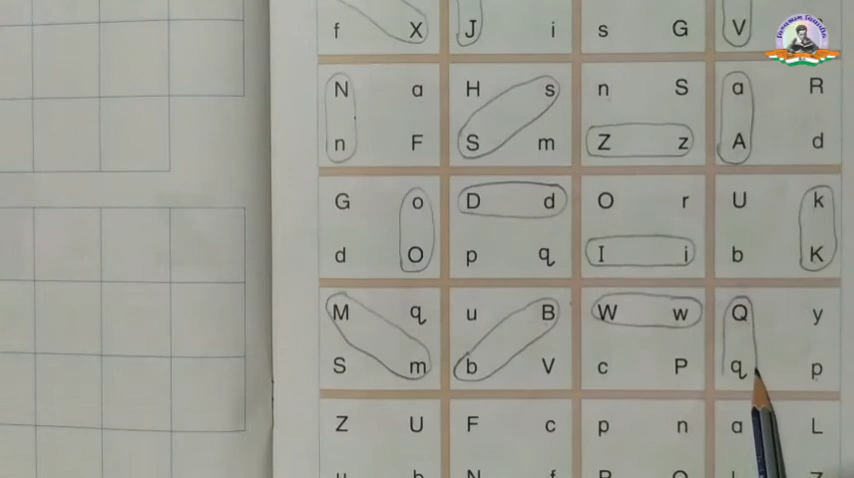 f X J i s G V
N a H s n S a R
n F S m Z z A d
G o D d O r U k
d O p q I i b K
M q u B W w Q y
S m b V c P q p
Z U F c p n a L